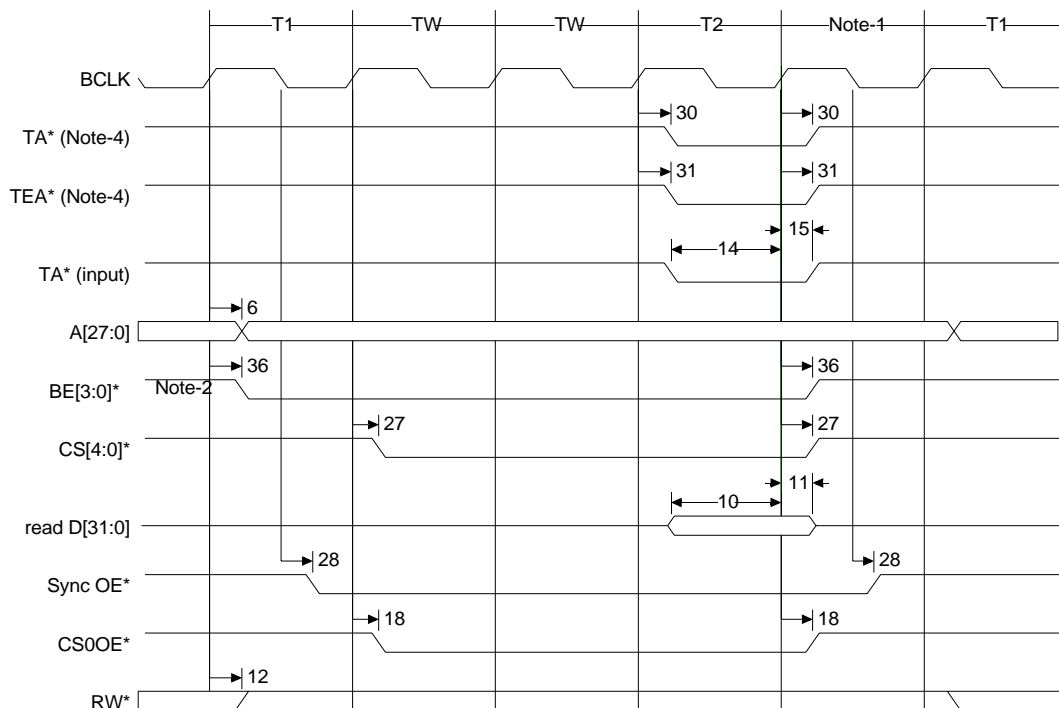 T1 TW TW T2 Note-1 T1
BCLK
30 30
TA* (Note-4)
31 31
TEA* (Note-4)
15
14
TA* (input)
6
A[27:0]
36 36
Note-2
BE[3:0]*
27 27
CS[4:0]*
11
10
read D[31:0]
28 28
Sync OE*
18 18
CS0OE*
12
RW*